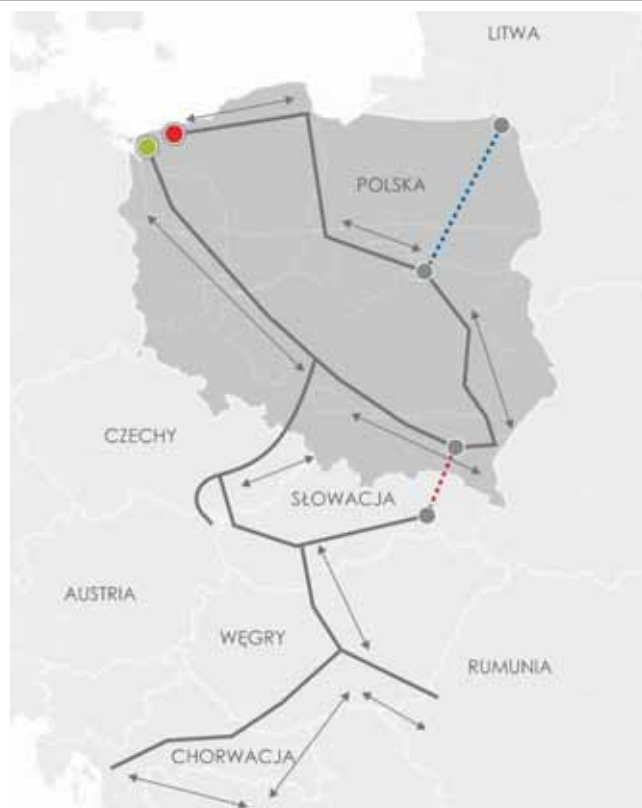 LITWA
POLSKA
CZECHY
SŁOWACJA
AUSTRIA
WĘGRY
RUMUNIA
CHORWACJA